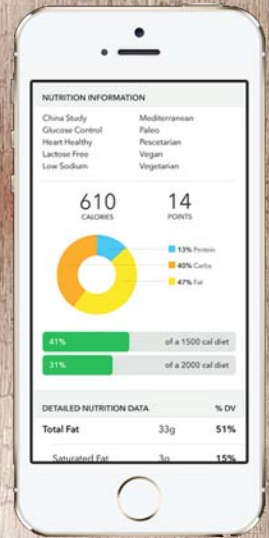 NUTRITION INFORMATION
China Study Mediterranean
Glucose Control Paleo
Heart Healthy Pescetarian
Lactose Free Vegan
Low Sodium Vegetarian
610 14
CALORIES POINTS
13% Protein
40% Carbs
47% Fat
41% of a 1500 cal diet
31% of a 2000 cal diet
DETAILED NUTRITION DATA % DV
Total Fat 33g 51%
Saturated Fat 3g 15%